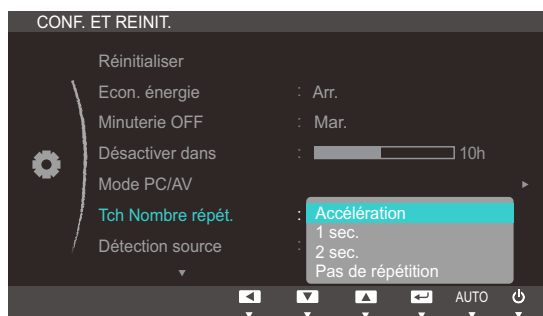 CONF. ET REINIT.
Réinitialiser
Econ. énergie : Arr.
Minuterie OFF : Mar.
Désactiver dans : 10h
Mode PC/AV
Tch Nombre répét. : Accélération
1 sec.
Détection source :
2 sec.
Pas de répétition
AUTO